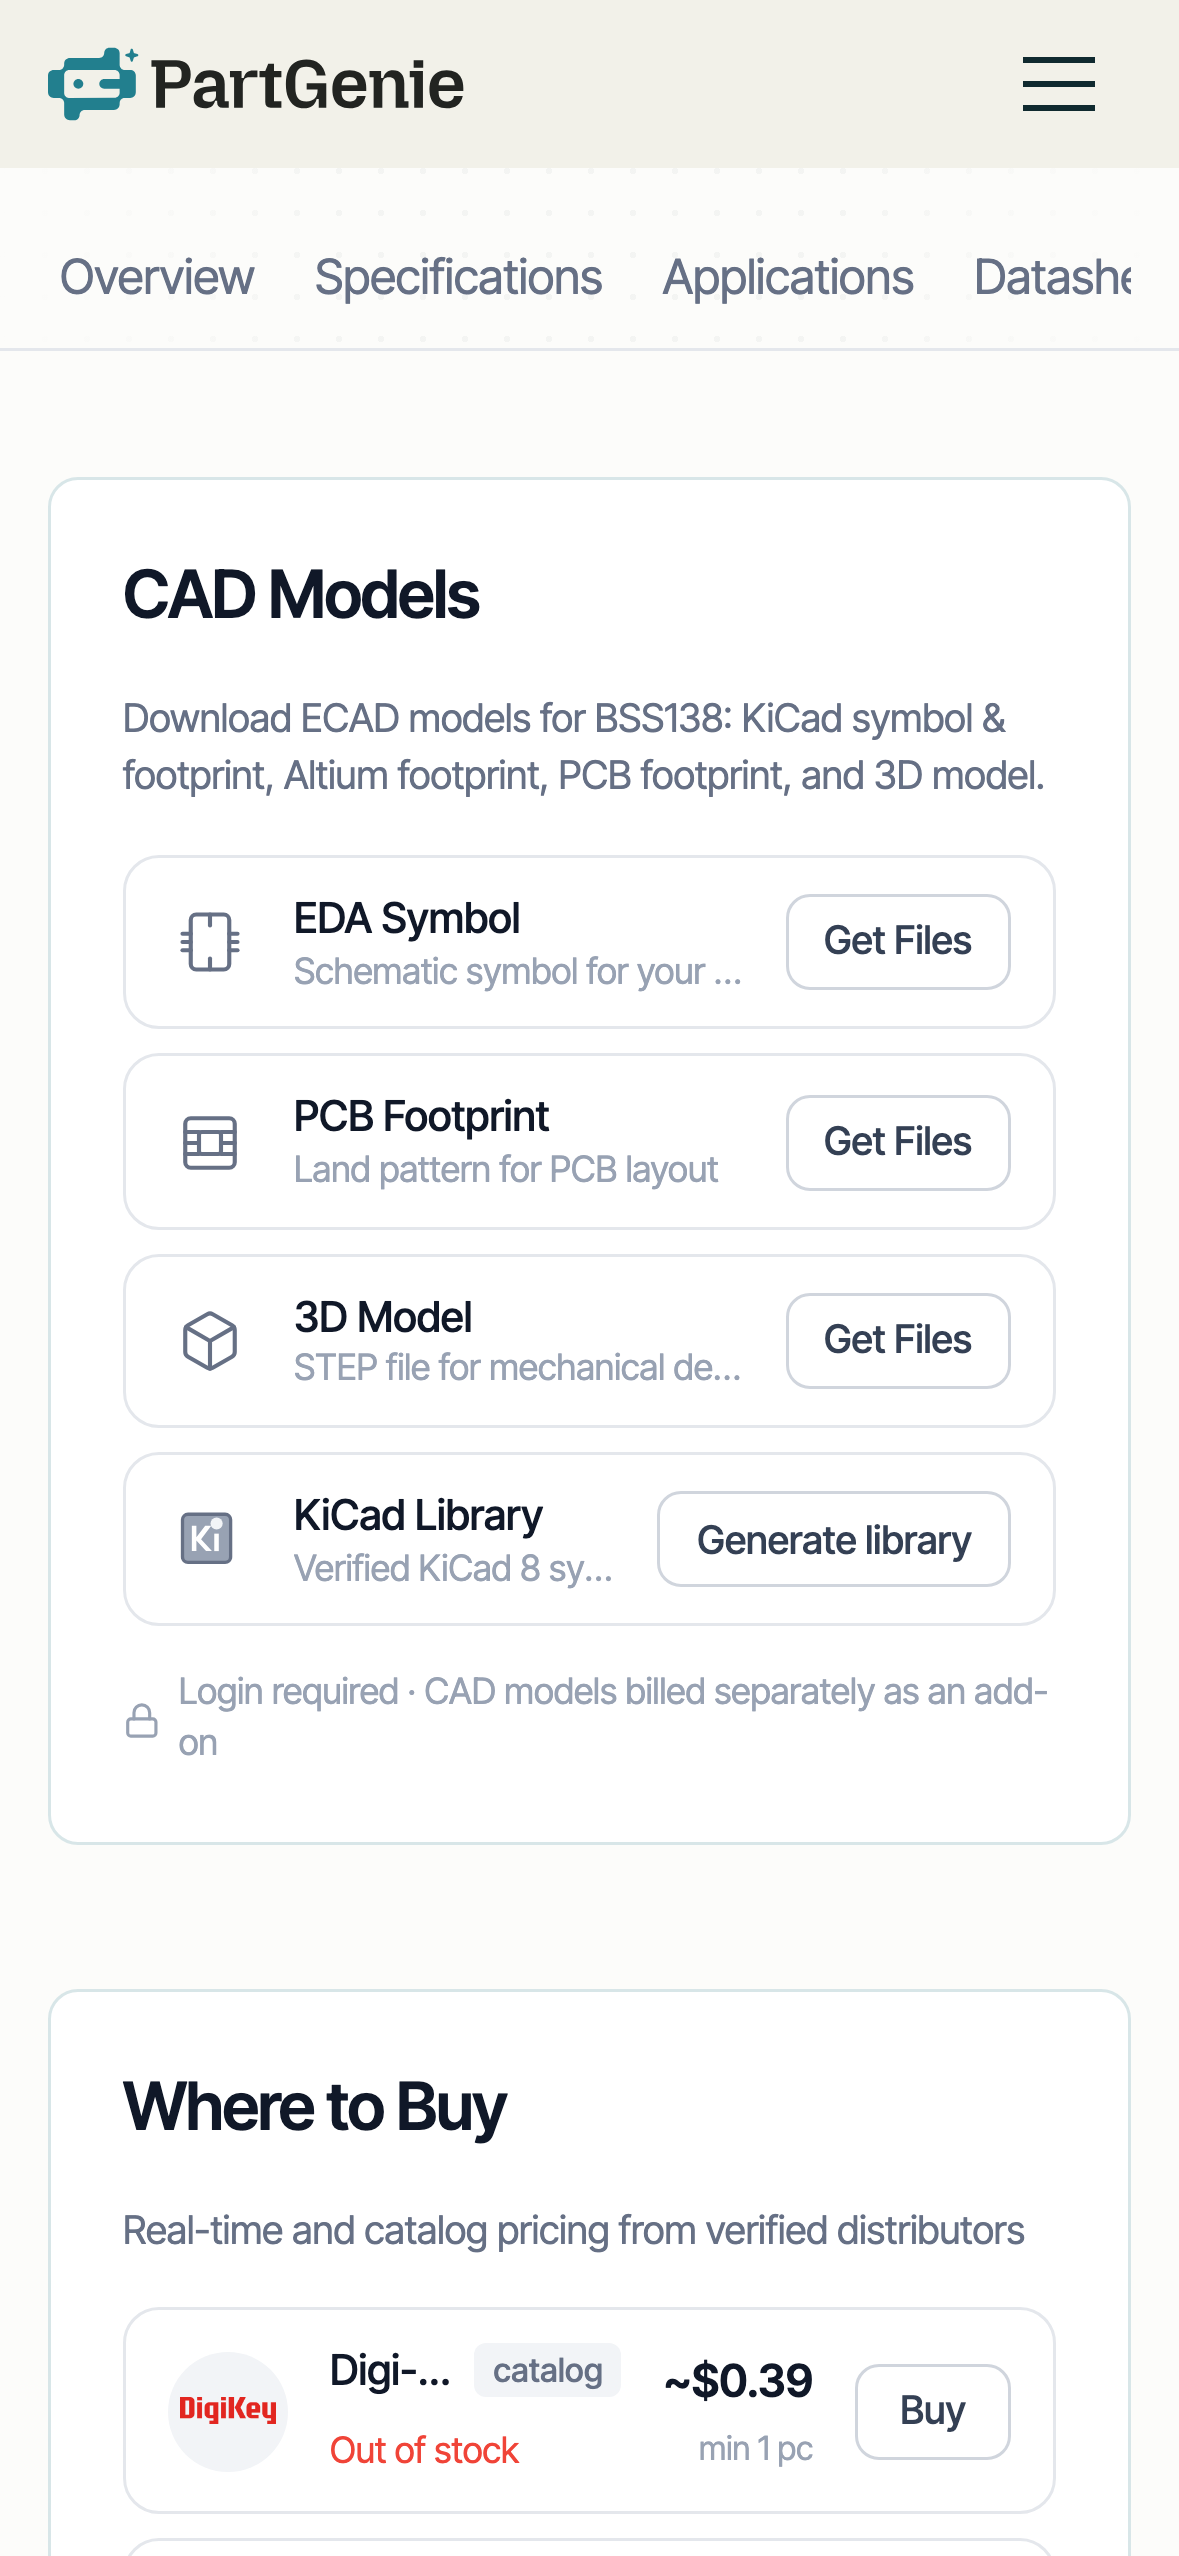 PartGenie
Overview Specifications Applications Datashe
CAD Models
Download ECAD models for BSS138: KiCad symbol &
footprint, Altium footprint, PCB footprint, and 3D model.
EDA Symbol
Schematic symbol for your ...
Get Files
PCB Footprint
Land pattern for PCB layout
Get Files
3D Model
STEP file for mechanical de...
Get Files
Ki
KiCad Library
Verified KiCad 8 sy...
Generate library
Login required · CAD models billed separately as an add-
on
Where to Buy
Real-time and catalog pricing from verified distributors
DigiKey
Digi-... catalog
Out of stock
~$0.39
min 1 pc
Buy